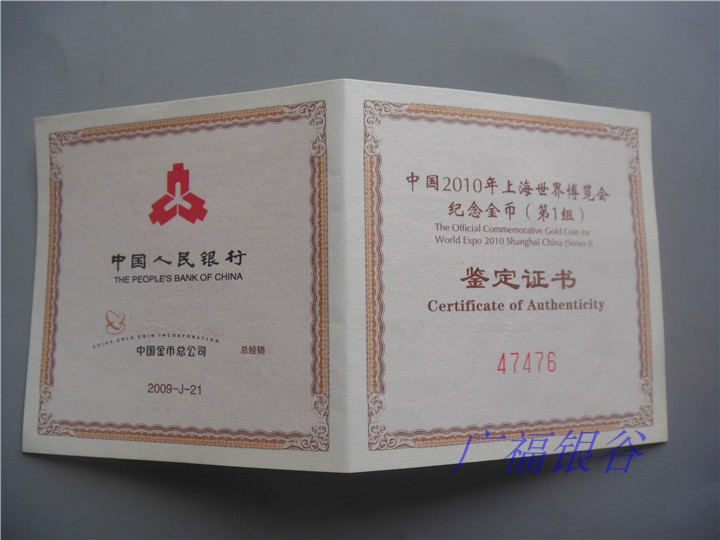 中国人民银行
THE PEOPLE'S BANK OF CHINA
CHINA GOLD COIN INCORPORATION
中国金币总公司 总经销
2009-J-21
中国2010年上海世界博览会
纪念金币(第1组)
The Official Commemorative Gold Coin for
World Expo 2010 Shanghai China (Series I)
鉴定证书
Certificate of Authenticity
47476
广福银谷